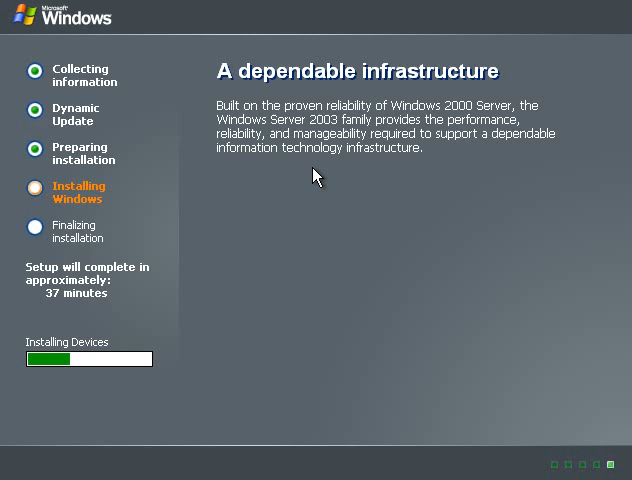 Microsoft
Windows
Collecting
information
Dynamic
Update
Preparing
installation
Installing
Windows
Finalizing
installation
Setup will complete in
approximately:
37 minutes
Installing Devices
A dependable infrastructure
Built on the proven reliability of Windows 2000 Server, the
Windows Server 2003 family provides the performance,
reliability, and manageability required to support a dependable
information technology infrastructure.